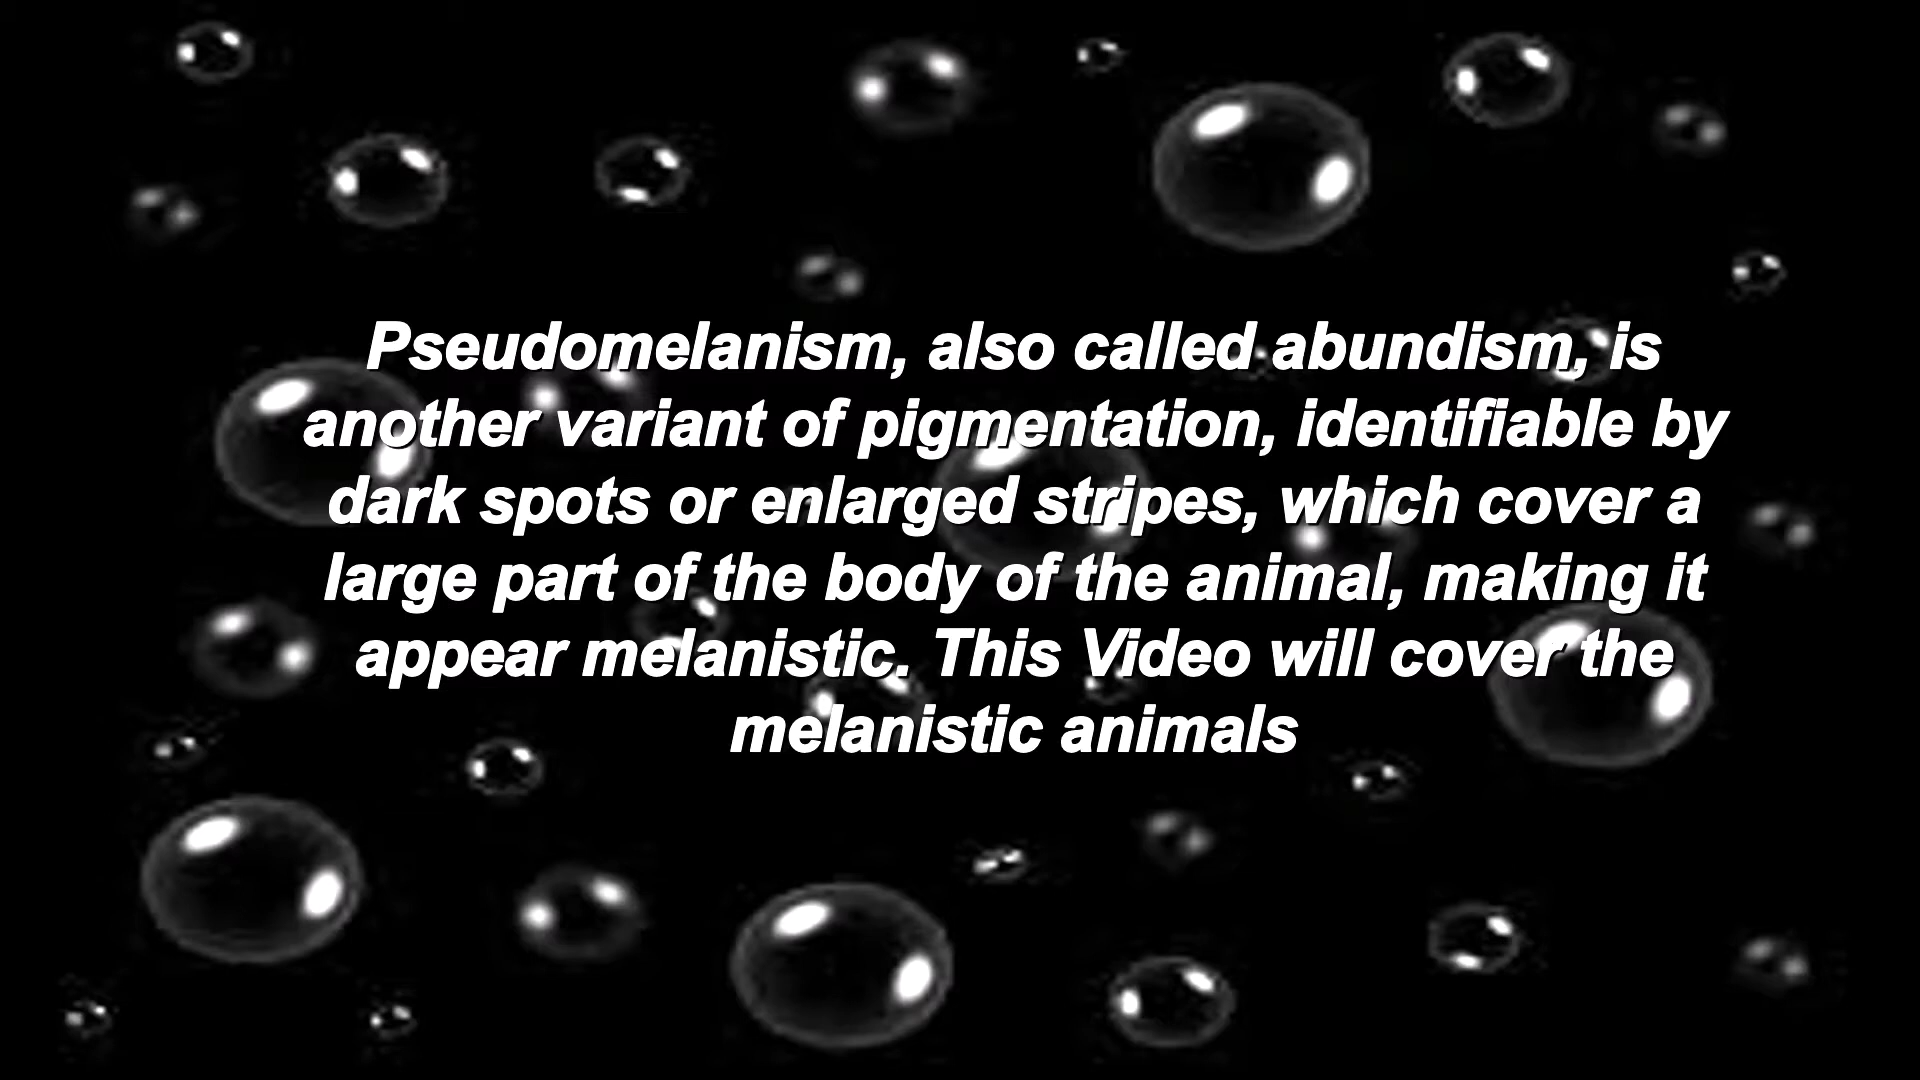 Pseudomelanism, also called abundism, is
another variant of pigmentation, identifiable by
dark spots or enlarged stripes, which cover a
large part of the body of the animal, making it
appear melanistic. This Video will cover the
melanistic animals